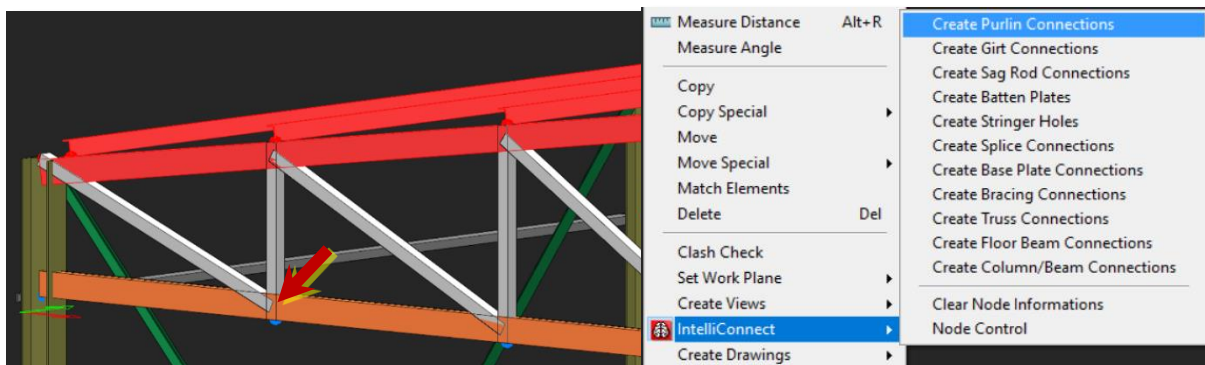 Measure Distance Alt+R
Measure Angle
Copy
Copy Special
Move
Move Special
Match Elements
Delete Del
Clash Check
Set Work Plane
Create Views
IntelliConnect
Create Drawings
Create Purlin Connections
Create Girt Connections
Create Sag Rod Connections
Create Batten Plates
Create Stringer Holes
Create Splice Connections
Create Base Plate Connections
Create Bracing Connections
Create Truss Connections
Create Floor Beam Connections
Create Column/Beam Connections
Clear Node Informations
Node Control